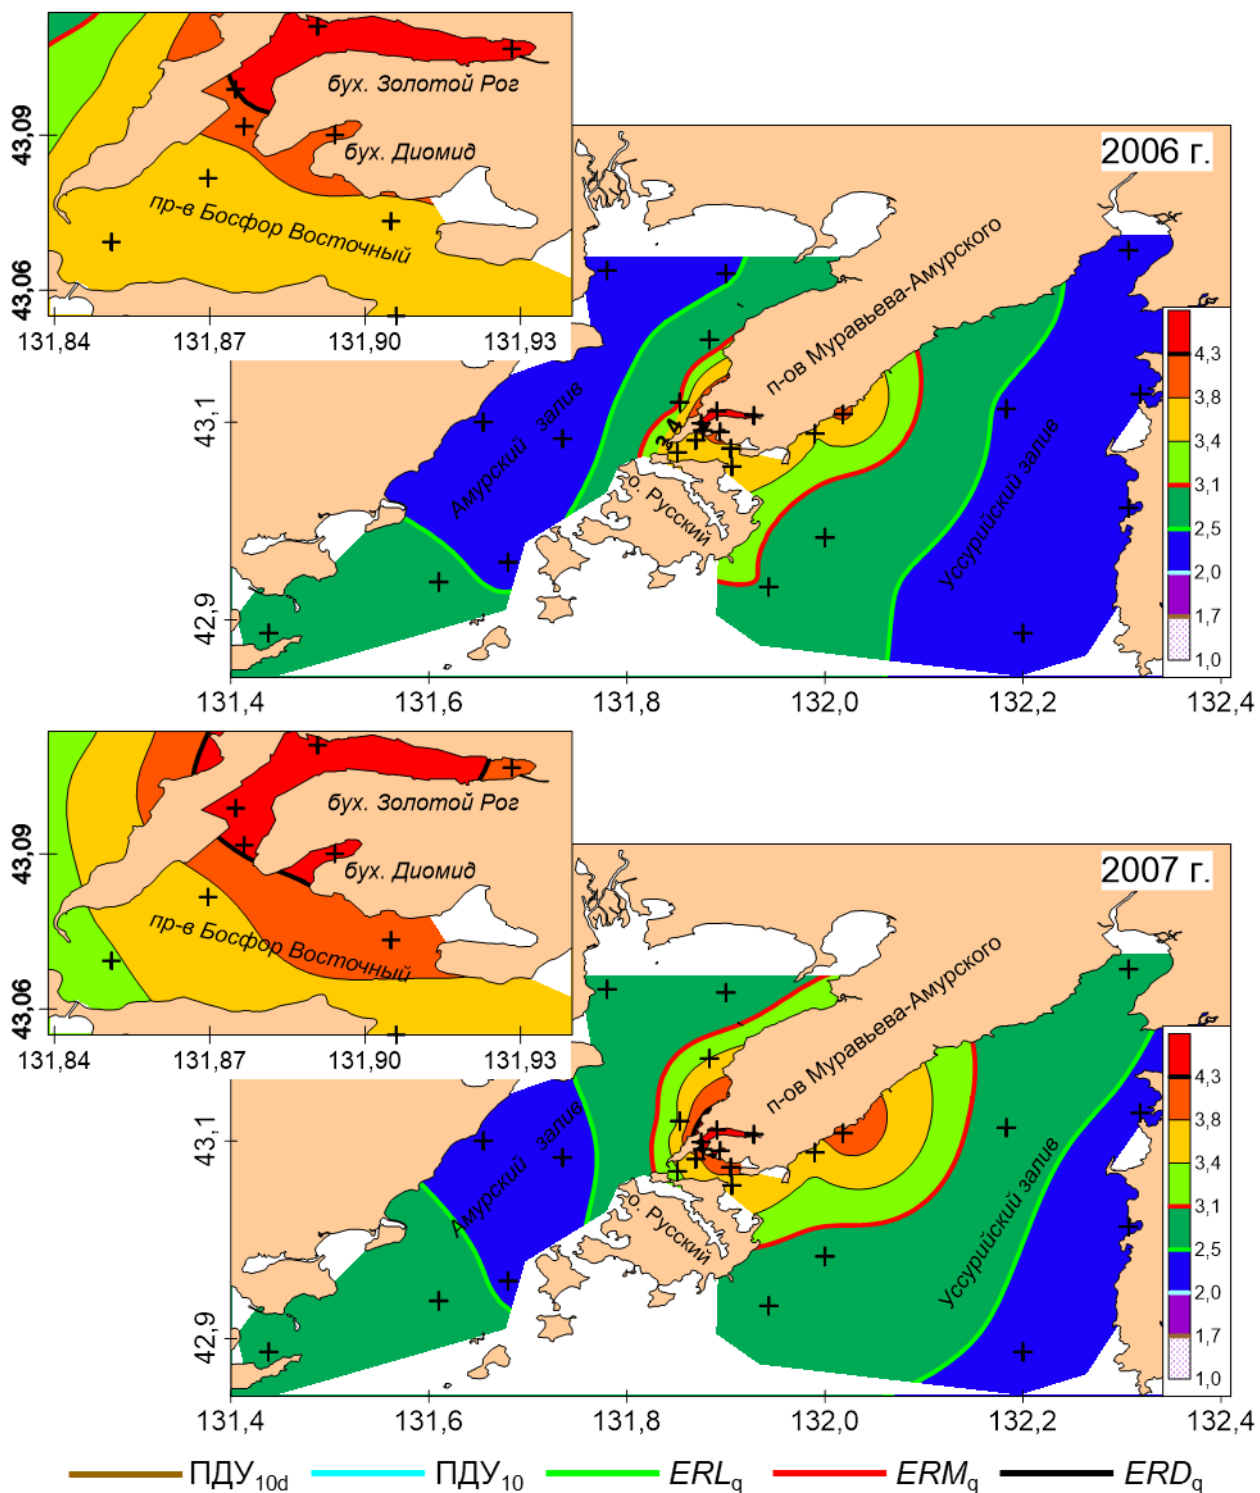 бух. Золотой Рог
бух. Диомид
пр-в Босфор Восточный
43,09
43,06
131,84
131,87
131,90
131,93
2006 г.
п-ов Муравьева-Амурского
Амурский залив
3,4
о. Русский
Уссурийский залив
4,3
3,8
3,4
3,1
2,5
2,0
1,7
1,0
43,1
42,9
131,4
131,6
131,8
132,0
132,2
132,4
бух. Золотой Рог
бух. Диомид
пр-в Босфор Восточный
43,09
43,06
131,84
131,87
131,90
131,93
2007 г.
п-ов Муравьева-Амурского
Амурский залив
о. Русский
Уссурийский залив
4,3
3,8
3,4
3,1
2,5
2,0
1,7
1,0
43,1
42,9
131,4
131,6
131,8
132,0
132,2
132,4
ПДУ10d ПДУ10 ERLq ERMq ERDq